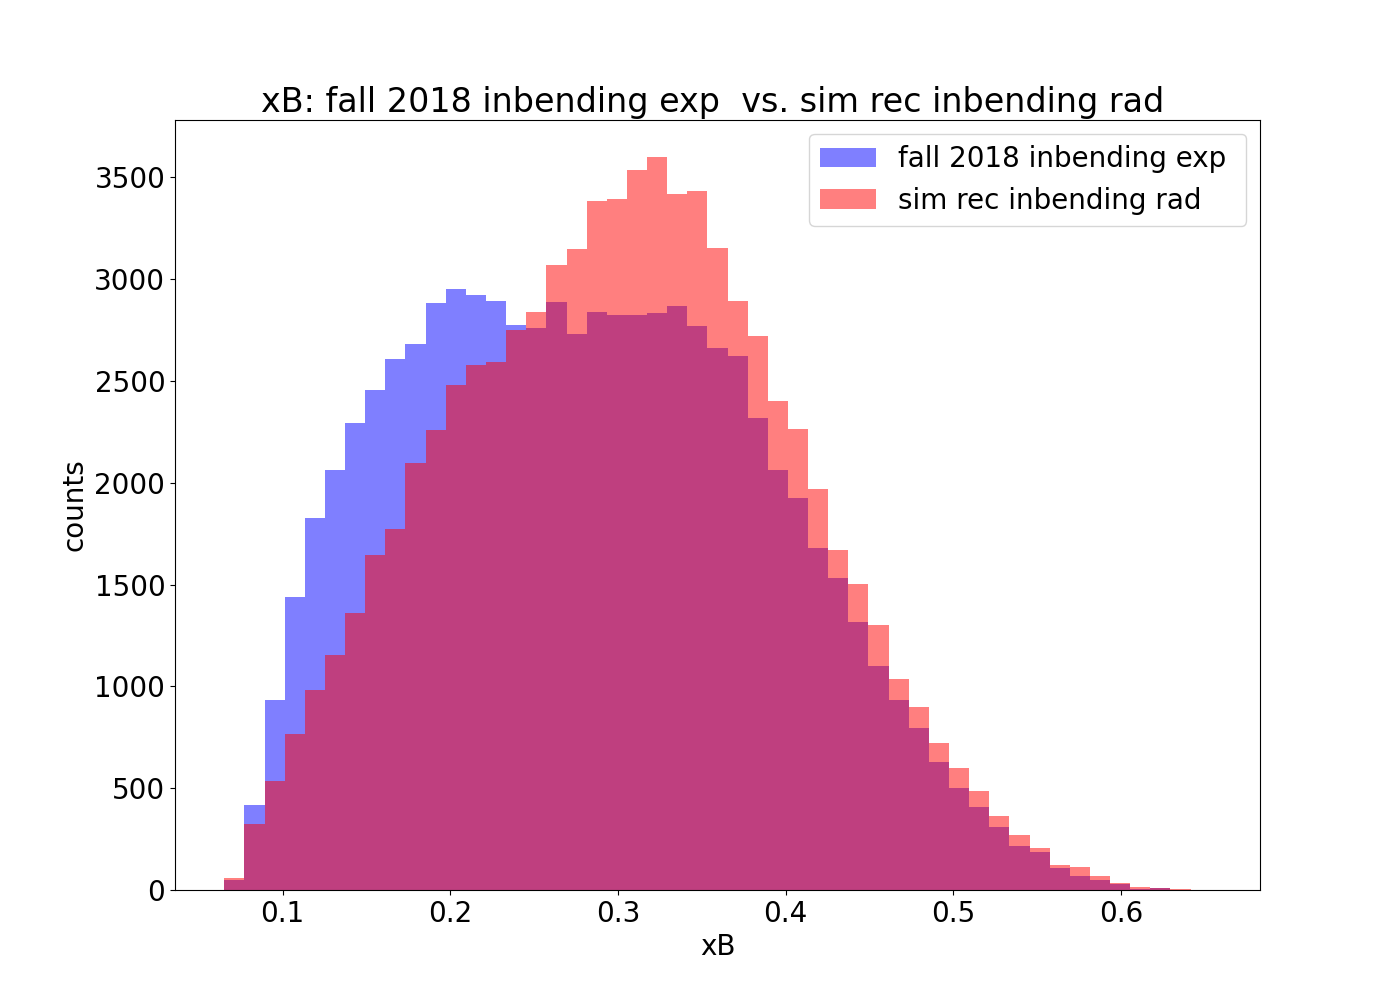 xB: fall 2018 inbending exp  vs. sim rec inbending rad
fall 2018 inbending exp
sim rec inbending rad
3500
3000
2500
2000
1500
1000
500
0
counts
0.1 0.2 0.3 0.4 0.5 0.6
xB